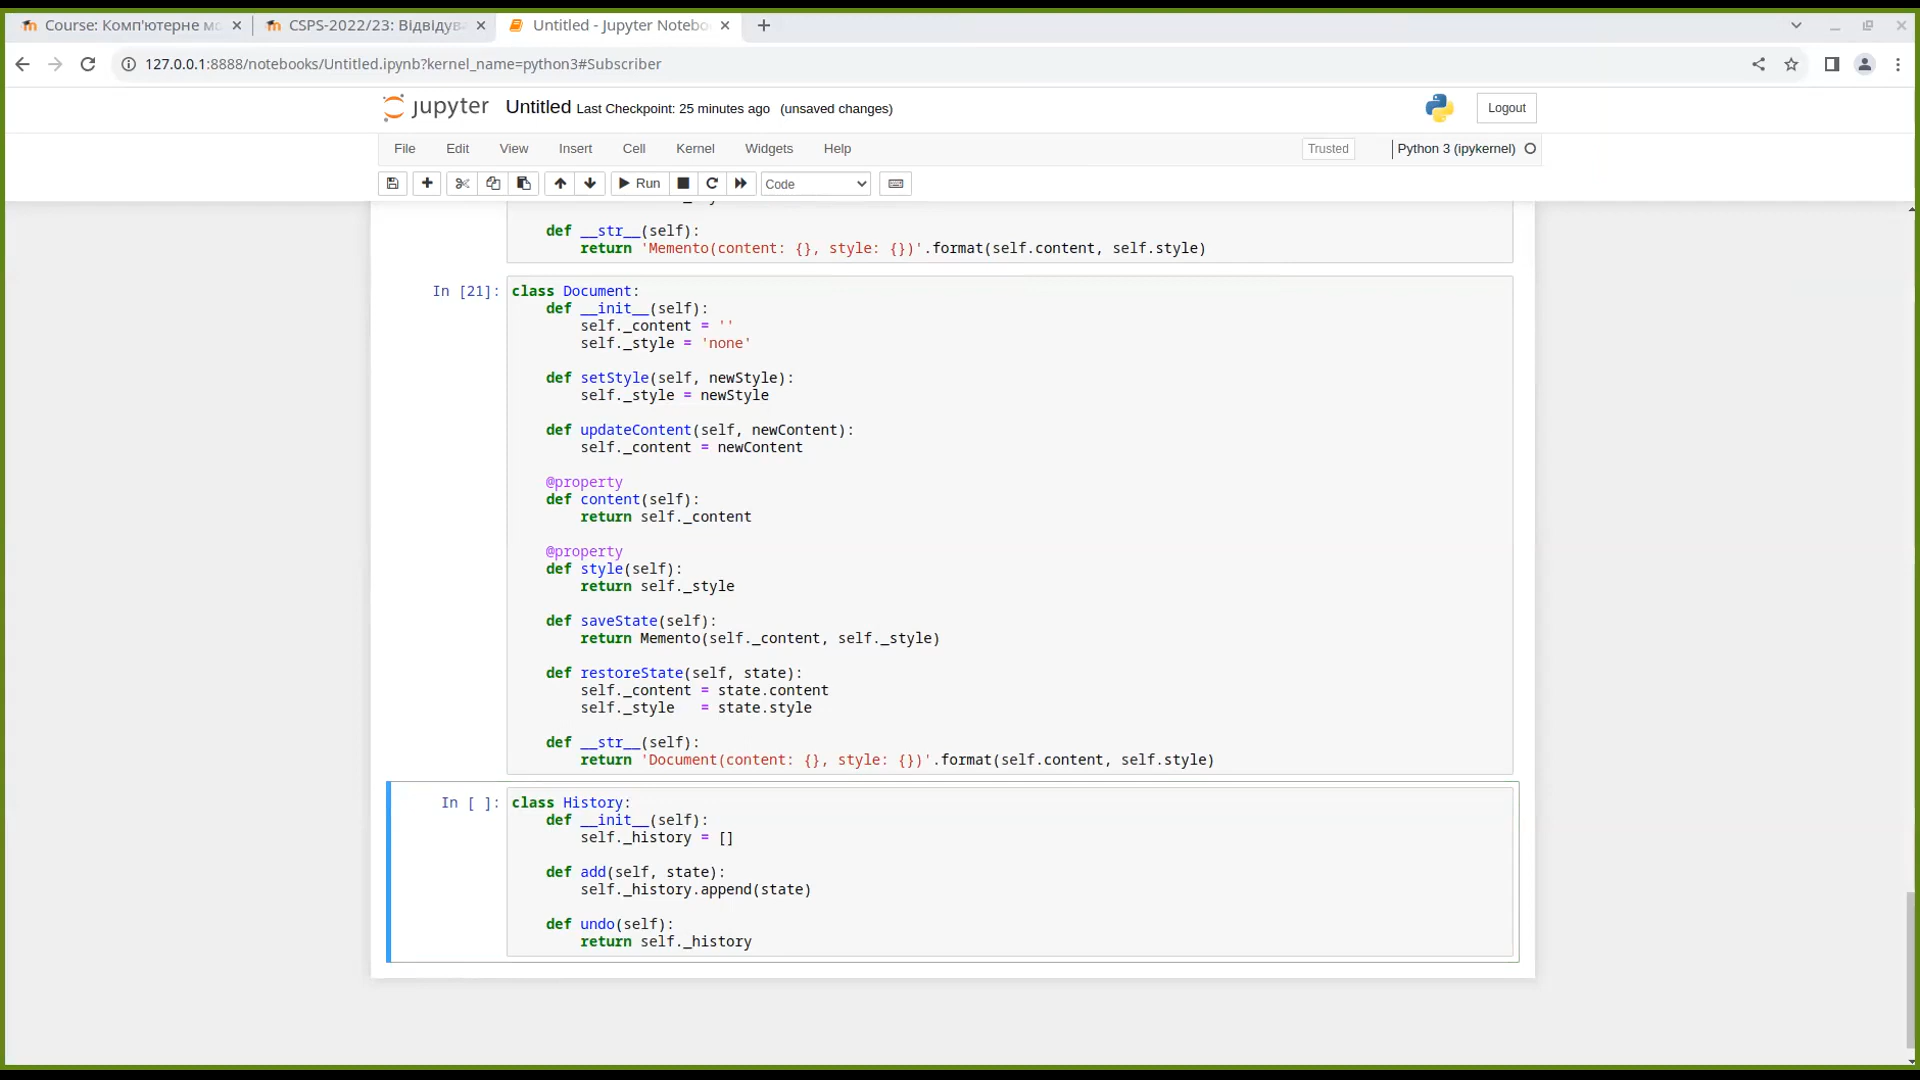 Course: Комп'ютерне мо
CSPS-2022/23: Відвідува
Untitled - Jupyter Notebo
127.0.0.1:8888/notebooks/Untitled.ipynb?kernel_name=python3#Subscriber
jupyter Untitled Last Checkpoint: 25 minutes ago (unsaved changes) Logout
File Edit View Insert Cell Kernel Widgets Help Trusted Python 3 (ipykernel)
Run Code
def __str__(self):
return 'Memento(content: {}, style: {})'.format(self.content, self.style)
In [21]: class Document:
def __init__(self):
self._content = ''
self._style = 'none'
def setStyle(self, newStyle):
self._style = newStyle
def updateContent(self, newContent):
self._content = newContent
@property
def content(self):
return self._content
@property
def style(self):
return self._style
def saveState(self):
return Memento(self._content, self._style)
def restoreState(self, state):
self._content = state.content
self._style   = state.style
def __str__(self):
return 'Document(content: {}, style: {})'.format(self.content, self.style)
In [ ]: class History:
def __init__(self):
self._history = []
def add(self, state):
self._history.append(state)
def undo(self):
return self._history